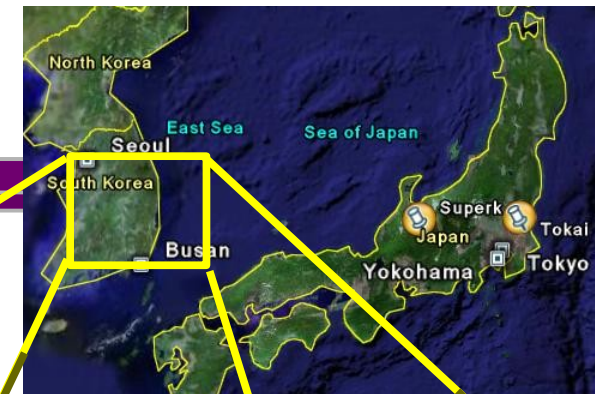 North Korea
East Sea
Sea of Japan
Seoul
South Korea
Superk
Japan
Tokai
Busan
Yokohama
Tokyo